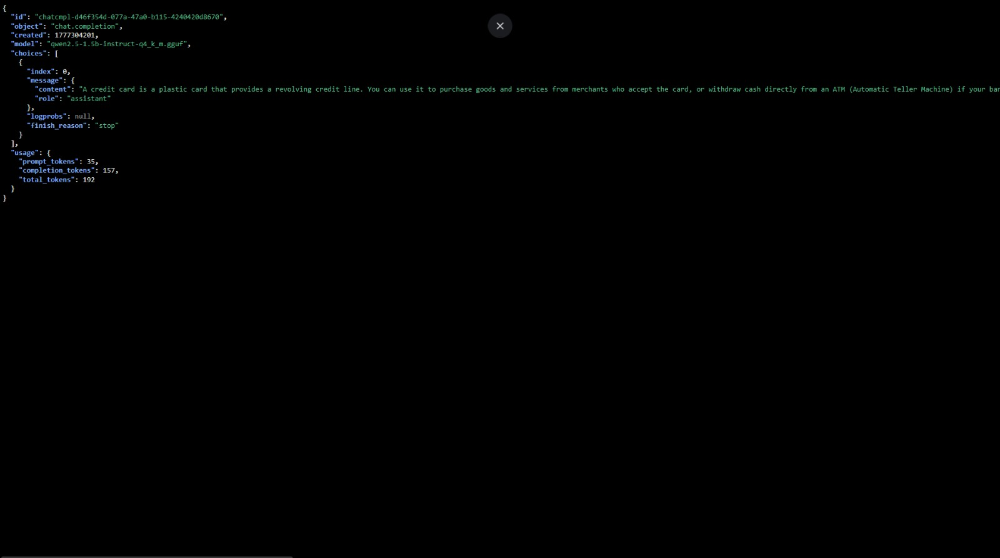 {
"id": "chatcmpl-d46f354d-077a-47a0-b115-4240420d8670",
"object": "chat.completion",
"created": 1777304201,
"model": "qwen2.5-1.5b-instruct-q4_k_m.gguf",
"choices": [
{
"index": 0,
"message": {
"content": "A credit card is a plastic card that provides a revolving credit line. You can use it to purchase goods and services from merchants who accept the card, or withdraw cash directly from an ATM (Automatic Teller Machine) if your
"role": "assistant"
},
"logprobs": null,
"finish_reason": "stop"
}
],
"usage": {
"prompt_tokens": 35,
"completion_tokens": 157,
"total_tokens": 192
}
}